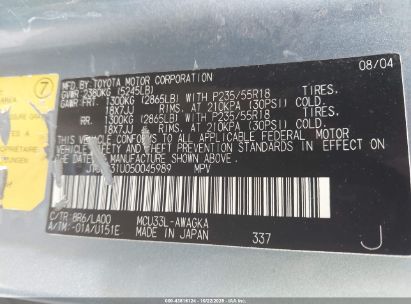 7
MFD. BY TOYOTA MOTOR CORPORATION 08/04
GVWR 2380KG (5245LB)
GAWR FRT. 1300KG (2865LB) WITH P235/55R18 TIRES.
18X7JJ RIMS AT 210KPA (30PSI) COLD.
RR. 1300KG (2865LB) WITH P235/55R18 TIRES.
18X7JJ RIMS AT 210KPA (30PSI) COLD.
THIS VEHICLE CONFORMS TO ALL APPLICABLE FEDERAL MOTOR
VEHICLE SAFETY AND THEFT PREVENTION STANDARDS IN EFFECT
ON THE DATE OF MANUFACTURE SHOWN ABOVE.
31U050045989 MPV
C/TR 8R6/LA00 MCU33L-AWAGKA
A/TM -01A/U151E MADE IN JAPAN 337 J